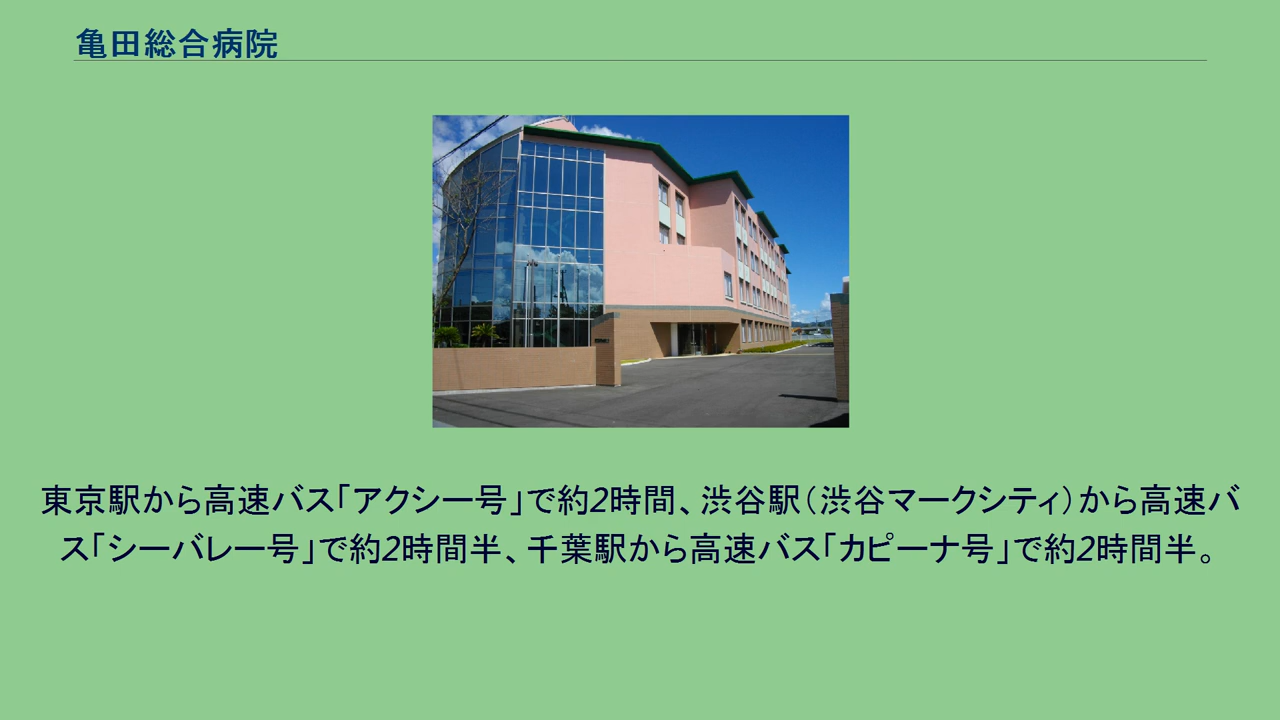 亀田総合病院
東京駅から高速バス「アクシー号」で約2時間、渋谷駅（渋谷マークシティ）から高速バ
ス「シーバレー号」で約2時間半、千葉駅から高速バス「カピーナ号」で約2時間半。